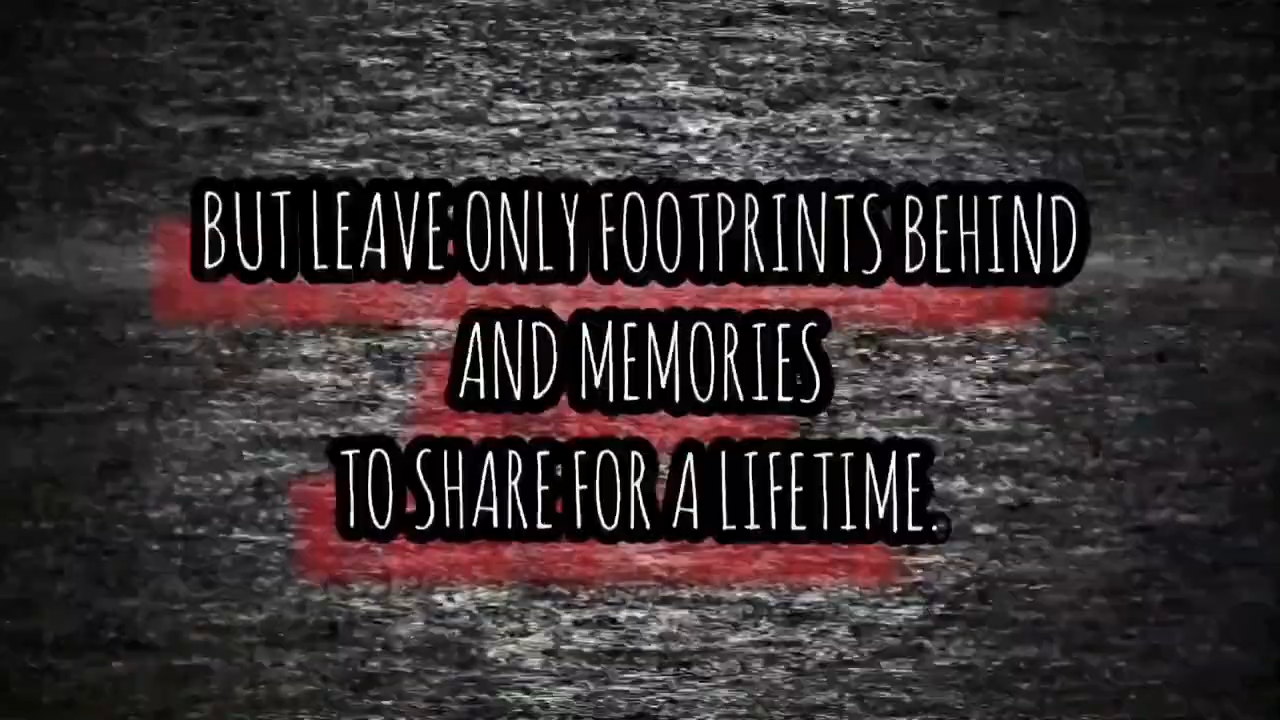 BUT LEAVE ONLY FOOTPRINTS BEHIND
AND MEMORIES
TO SHARE FOR A LIFETIME.